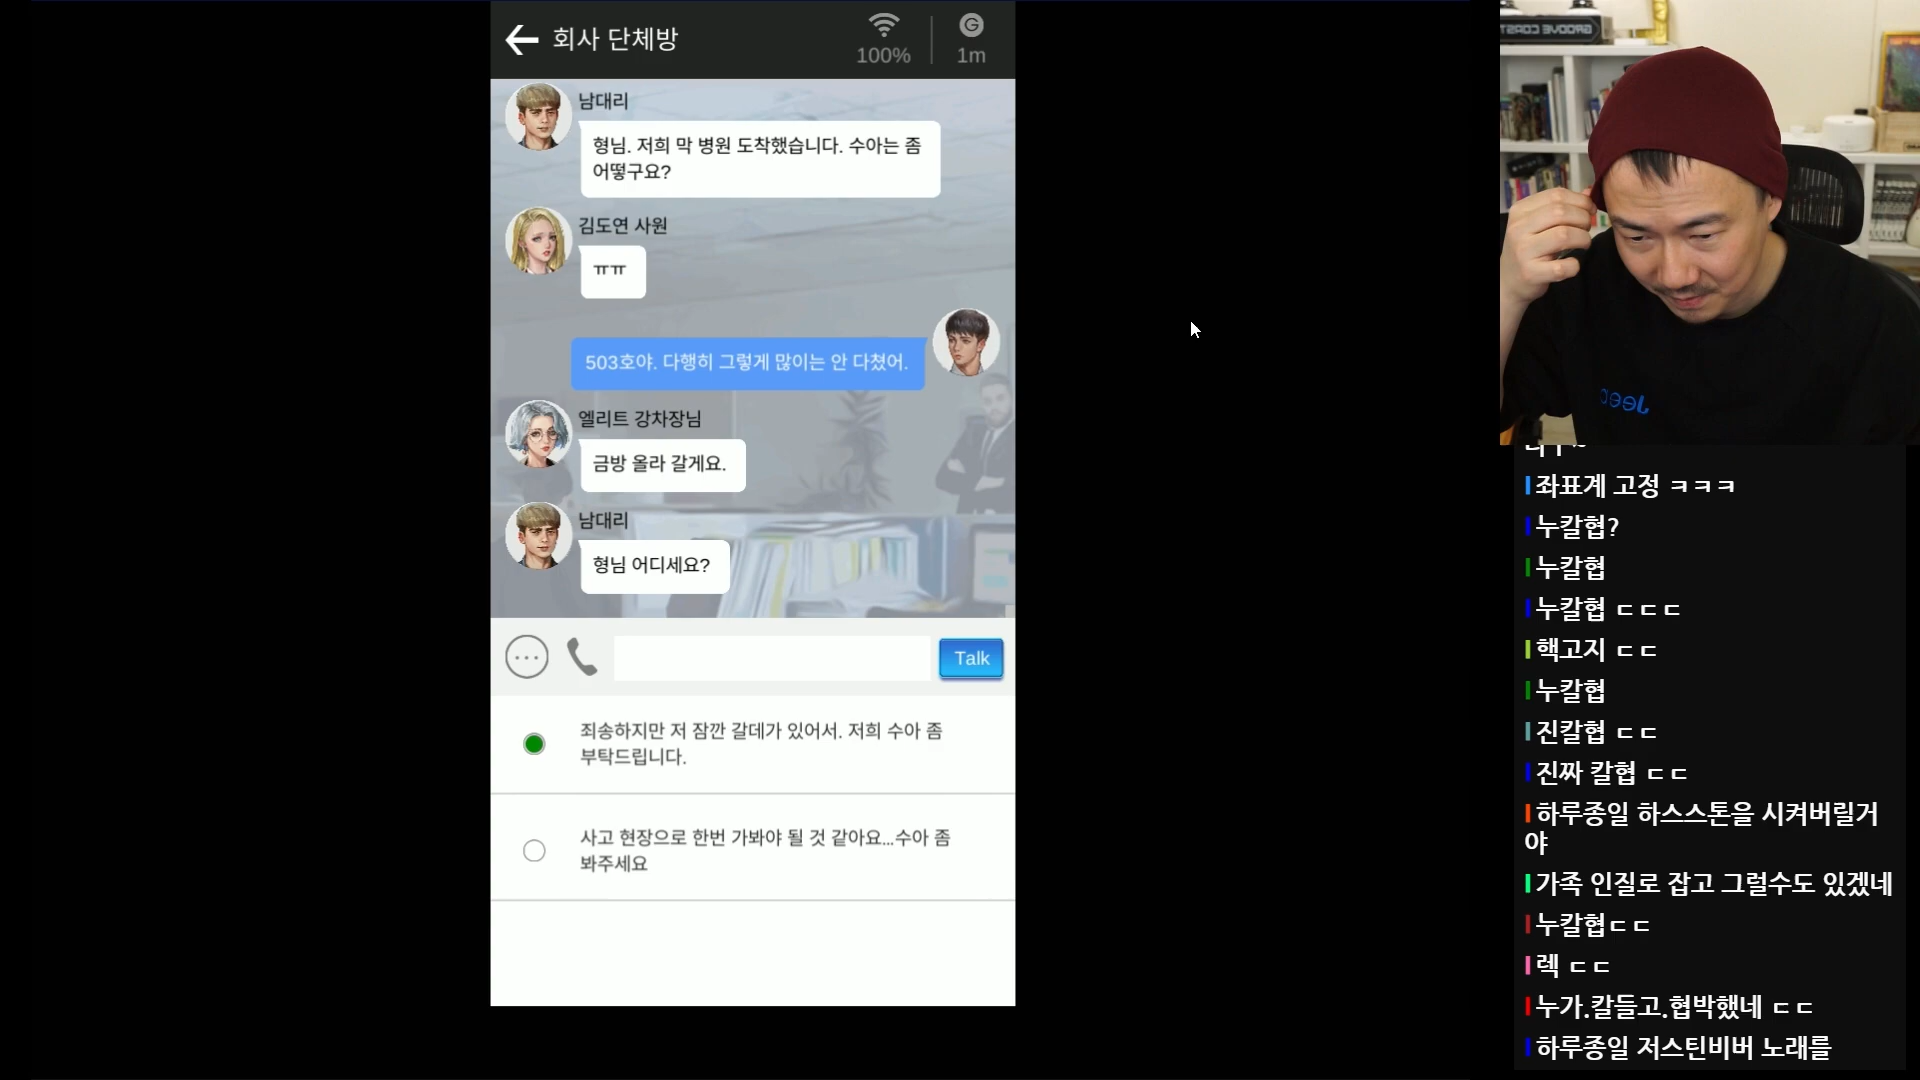 회사 단체방
100%
G
1m
남대리
형님. 저희 막 병원 도착했습니다. 수아는 좀
어떻구요?
김도연 사원
ㅠㅠ
503호야. 다행히 그렇게 많이는 안 다쳤어.
엘리트 강차장님
금방 올라 갈게요.
남대리
형님 어디세요?
Talk
죄송하지만 저 잠깐 갈데가 있어서. 저희 수아 좀
부탁드립니다.
사고 현장으로 한번 가봐야 될 것 같아요...수아 좀
봐주세요
GROOVE COAST
Jeep
좌표계 고정 ㅋㅋㅋ
누칼협?
누칼협
누칼협 ㄷㄷㄷ
핵고지 ㄷㄷ
누칼협
진칼협 ㄷㄷ
진짜 칼협 ㄷㄷ
하루종일 하스스톤을 시켜버릴거
야
가족 인질로 잡고 그럴수도 있겠네
누칼협ㄷㄷ
렉 ㄷㄷ
누가.칼들고.협박했네 ㄷㄷ
하루종일 저스틴비버 노래를